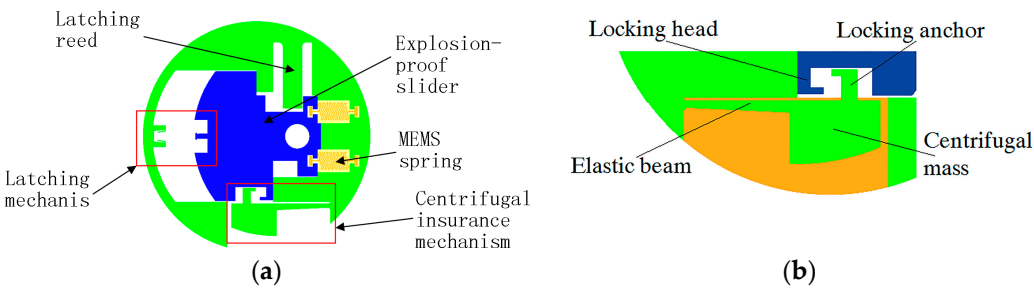 Latching
reed
Explosion-
proof
slider
MEMS
spring
Latching
mechanis
Centrifugal
insurance
mechanism
(a)
Locking head
Locking anchor
Elastic beam
Centrifugal
mass
(b)